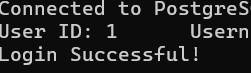 Connected to PostgreS
User ID: 1 Usern
Login Successful!